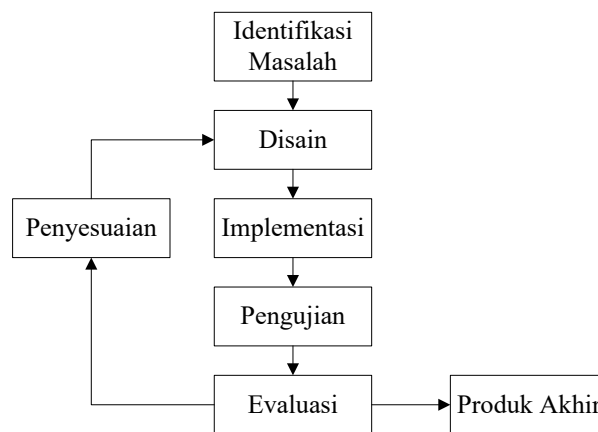 Identifikasi
Masalah
Disain
Penyesuaian
Implementasi
Pengujian
Evaluasi
Produk Akhir